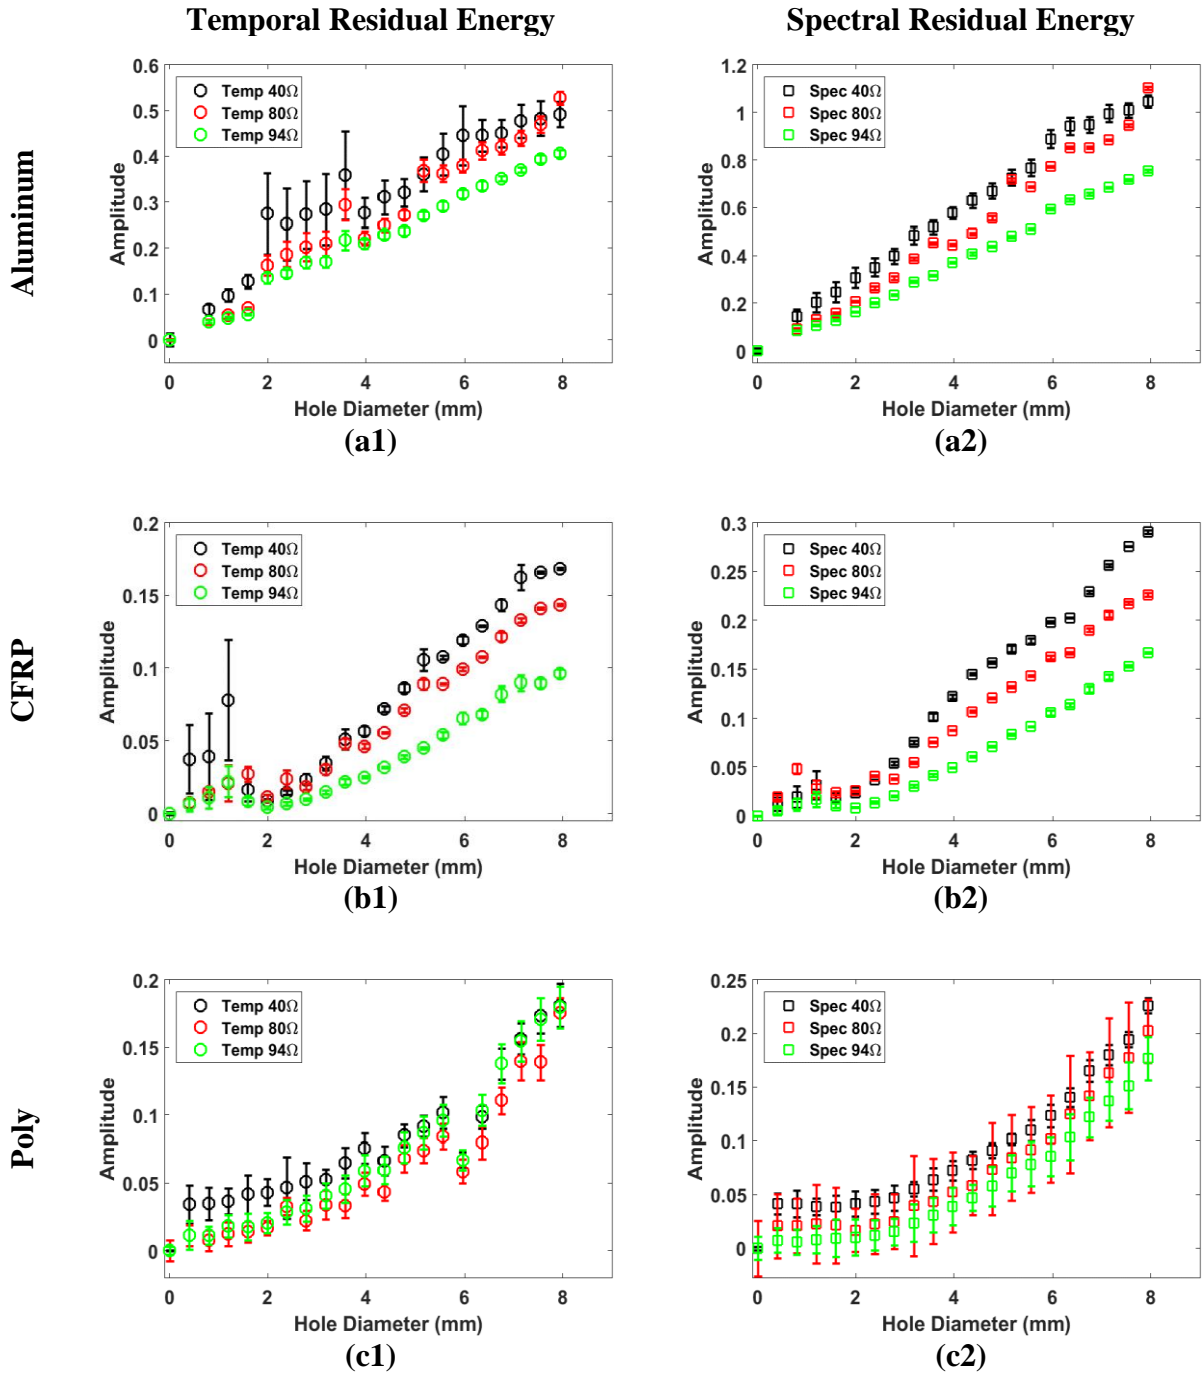 Temporal Residual Energy
Spectral Residual Energy
Aluminum
0.6
0.5
0.4
0.3
0.2
0.1
0
Amplitude
Temp 40Ω
Temp 80Ω
Temp 94Ω
0 2 4 6 8
Hole Diameter (mm)
(a1)
1.2
1
0.8
0.6
0.4
0.2
0
Amplitude
Spec 40Ω
Spec 80Ω
Spec 94Ω
0 2 4 6 8
Hole Diameter (mm)
(a2)
CFRP
0.2
0.15
0.1
0.05
0
Amplitude
Temp 40Ω
Temp 80Ω
Temp 94Ω
0 2 4 6 8
Hole Diameter (mm)
(b1)
0.3
0.25
0.2
0.15
0.1
0.05
0
Amplitude
Spec 40Ω
Spec 80Ω
Spec 94Ω
0 2 4 6 8
Hole Diameter (mm)
(b2)
Poly
0.2
0.15
0.1
0.05
0
Amplitude
Temp 40Ω
Temp 80Ω
Temp 94Ω
0 2 4 6 8
Hole Diameter (mm)
(c1)
0.25
0.2
0.15
0.1
0.05
0
Amplitude
Spec 40Ω
Spec 80Ω
Spec 94Ω
0 2 4 6 8
Hole Diameter (mm)
(c2)